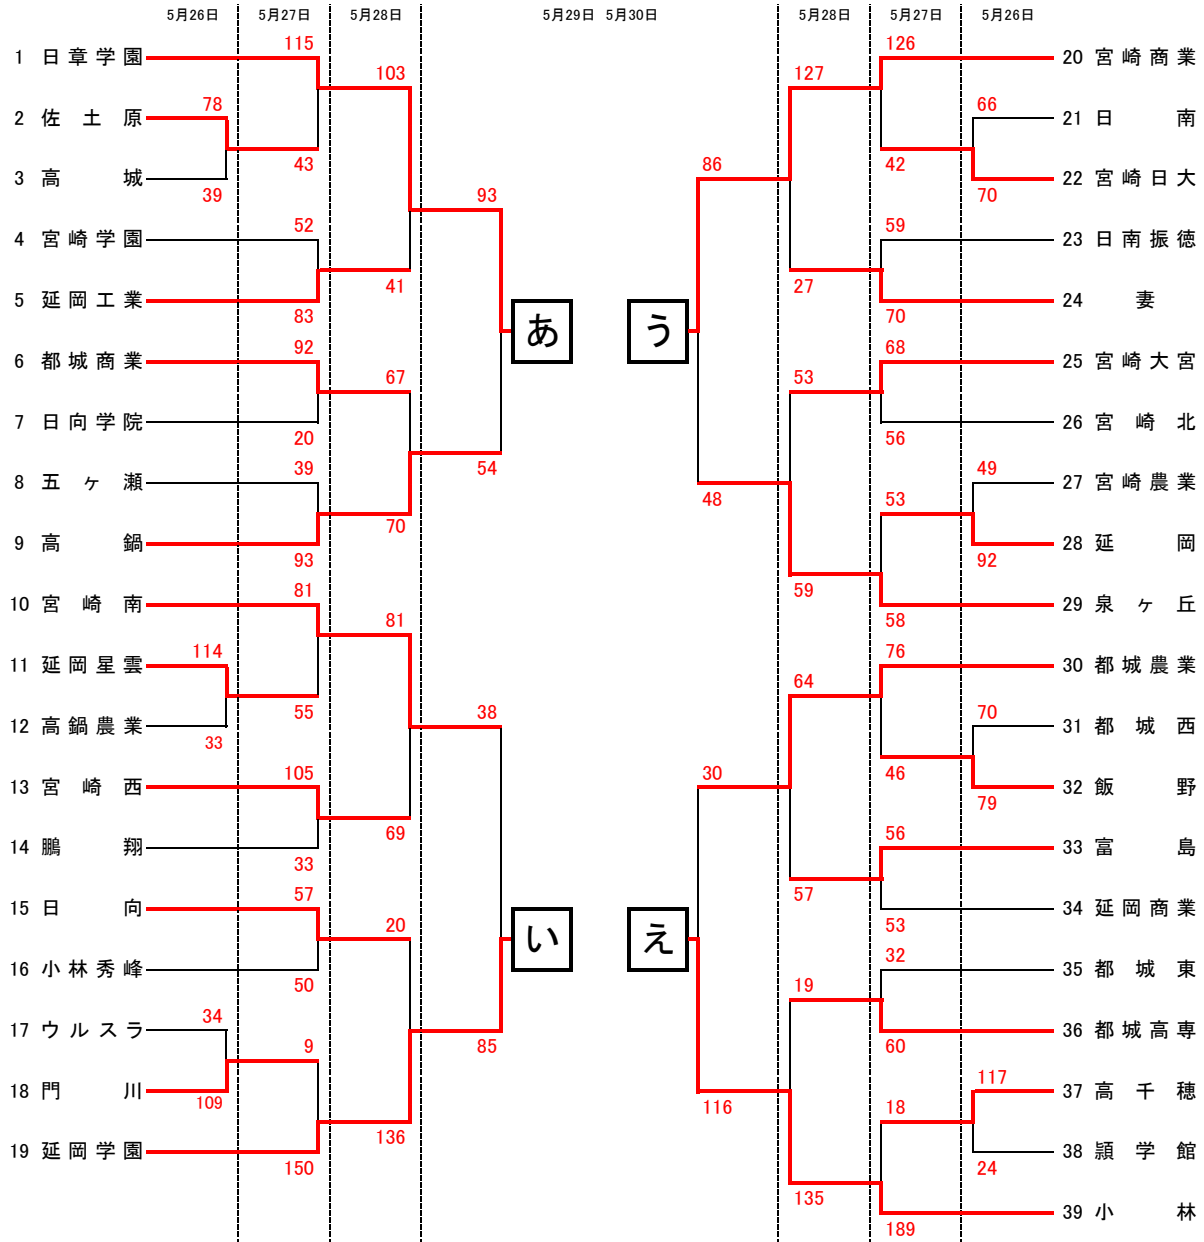 5月26日 5月27日 5月28日 5月29日 5月30日 5月28日 5月27日 5月26日
115 126
1 日章学園 20 宮崎商業
103 127
78 66
2 佐土原 21 日南
43 86 42
3 高城 22 宮崎日大
39 93 70
52 59
4 宮崎学園 23 日南振徳
41 27
5 延岡工業 24 妻
83 70
あ う
92 68
6 都城商業 25 宮崎大宮
67 53
7 日向学院 26 宮崎北
20 56
39 54 49
8 五ヶ瀬 27 宮崎農業
48 53
70
9 高鍋 28 延岡
93 92
81 59
10 宮崎南 29 泉ヶ丘
81 58
114 76
11 延岡星雲 30 都城農業
55 64
38 70
12 高鍋農業 31 都城西
33
105 30 46
13 宮崎西 32 飯野
69 79
33 56
14 鵬翔 33 富島
57 57
15 日向 34 延岡商業
20 53
い え
32
16 小林秀峰 35 都城東
50 19
34
17 ウルスラ 36 都城高専
9 85 60
117
18 門川 37 高千穂
109 116 18
136
19 延岡学園 38 頴学館
150 24
135
39 小林
189